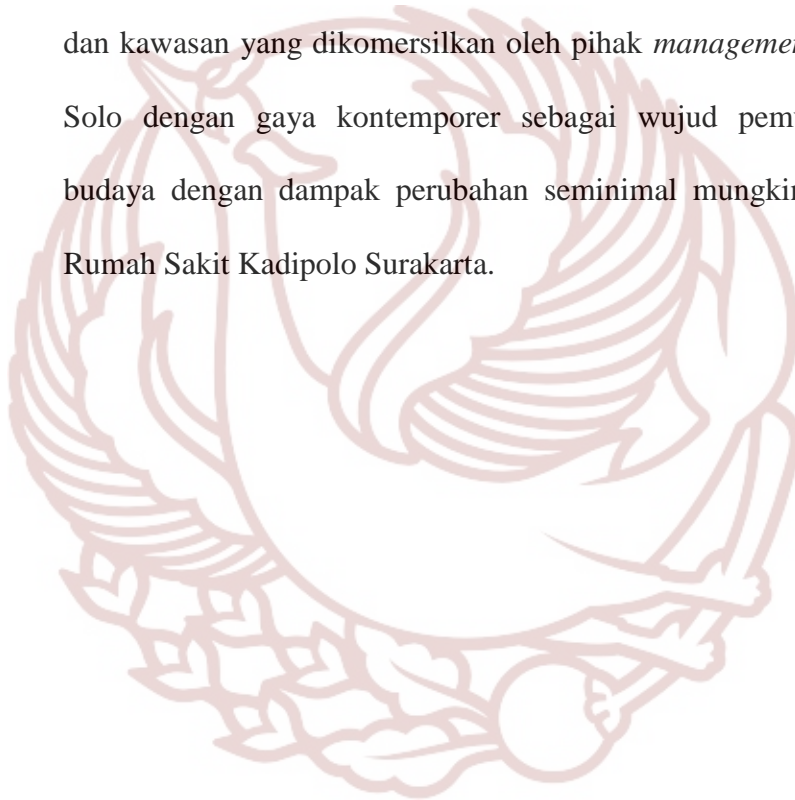 dan kawasan yang dikomersilkan oleh pihak
Solo dengan gaya kontemporer sebagai wujud
budaya dengan dampak perubahan seminimal
Rumah Sakit Kadipolo Surakarta.